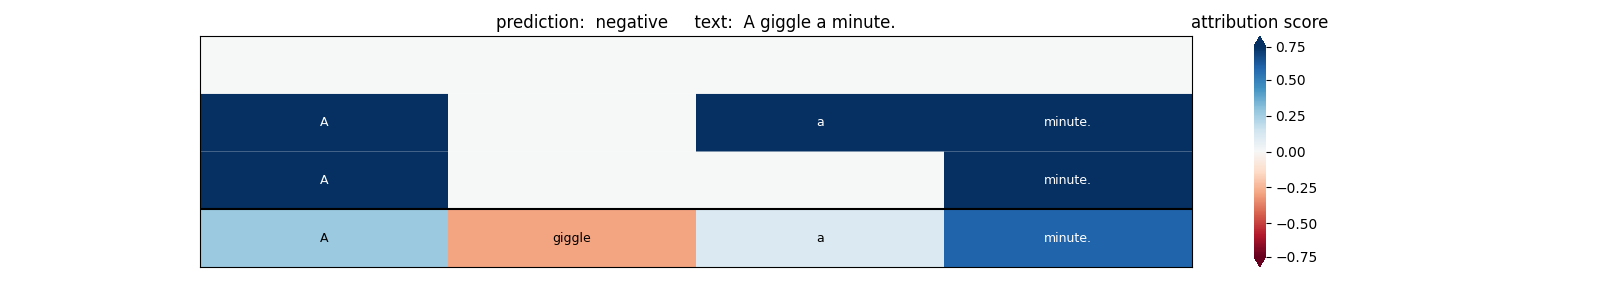 prediction:  negative     text:  A giggle a minute.
attribution score
A a minute.
A minute.
A giggle a minute.
0.75
0.50
0.25
0.00
−0.25
−0.50
−0.75